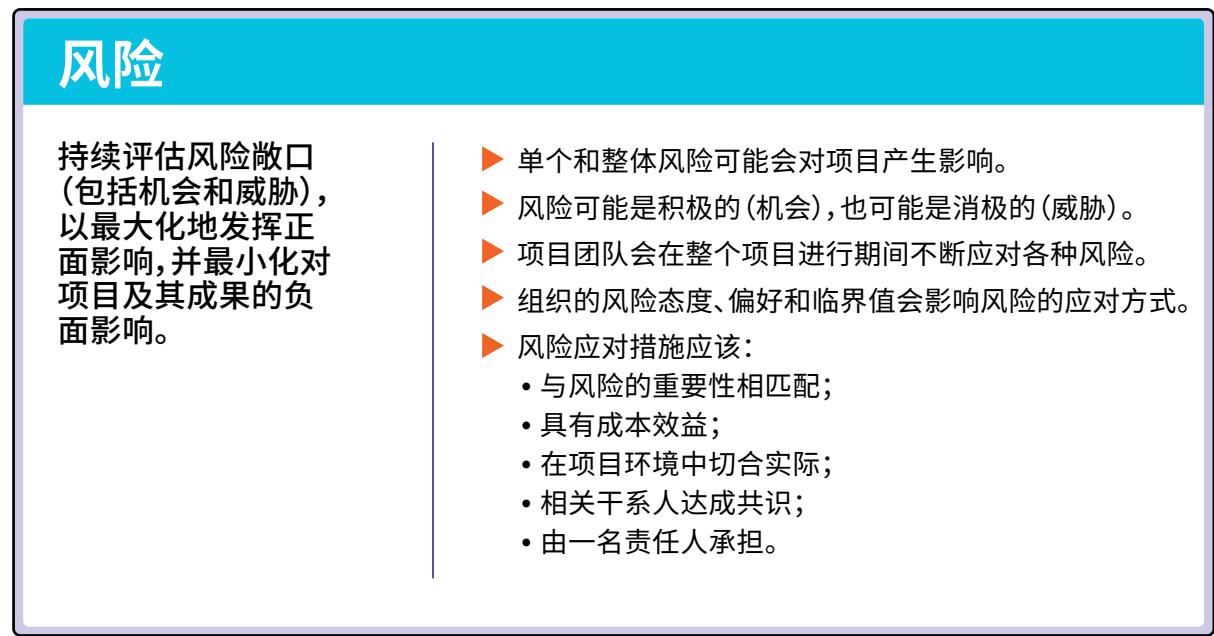 风险
持续评估风险敞口
（包括机会和威胁），
以最大化地发挥正
面影响，并最小化对
项目及其成果的负
面影响。
▶ 单个和整体风险可能会对项目产生影响。
▶ 风险可能是积极的（机会），也可能是消极的（威胁）。
▶ 项目团队会在整个项目进行期间不断应对各种风险。
▶ 组织的风险态度、偏好和临界值会影响风险的应对方式。
▶ 风险应对措施应该：
• 与风险的重要性相匹配；
• 具有成本效益；
• 在项目环境中切合实际；
• 相关干系人达成共识；
• 由一名责任人承担。